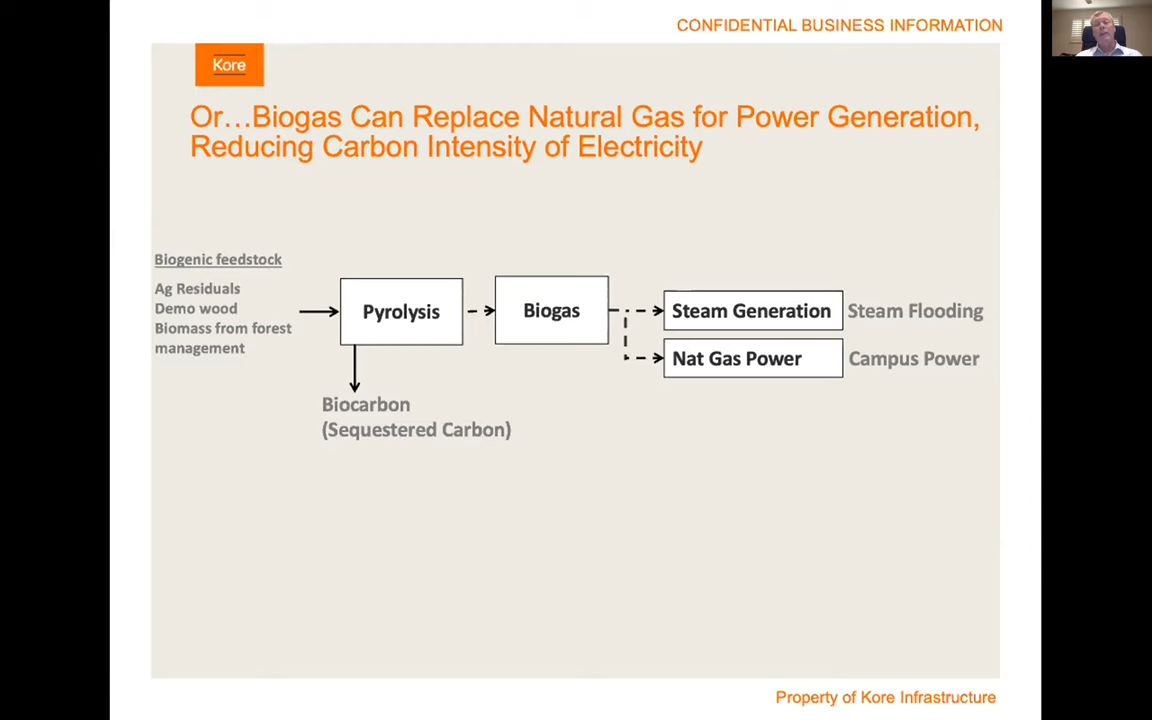 CONFIDENTIAL BUSINESS INFORMATION
Kore
Or…Biogas Can Replace Natural Gas for Power Generation,
Reducing Carbon Intensity of Electricity
Biogenic feedstock
Ag Residuals
Demo wood
Biomass from forest
management
Pyrolysis
Biogas
Steam Generation
Steam Flooding
Nat Gas Power
Campus Power
Biocarbon
(Sequestered Carbon)
Property of Kore Infrastructure